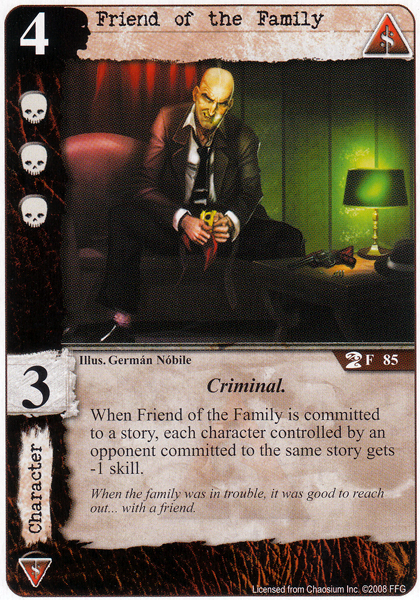 4
Friend of the Family
$
Illus. Germán Nóbile
F 85
3
Criminal.
When Friend of the Family is committed
to a story, each character controlled by an
opponent committed to the same story gets
-1 skill.
When the family was in trouble, it was good to reach
out... with a friend.
Character
$
Licensed from Chaosium Inc. ©2008 FFG